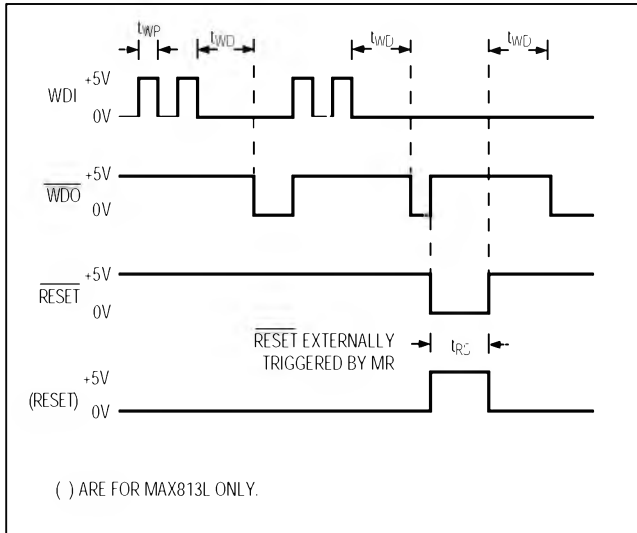 tWP
tWD
tWD
tWD
WDI
+5V
0V
WDO
+5V
0V
RESET
+5V
0V
RESET EXTERNALLY
TRIGGERED BY MR
tRS
(RESET)
+5V
0V
( ) ARE FOR MAX813L ONLY.